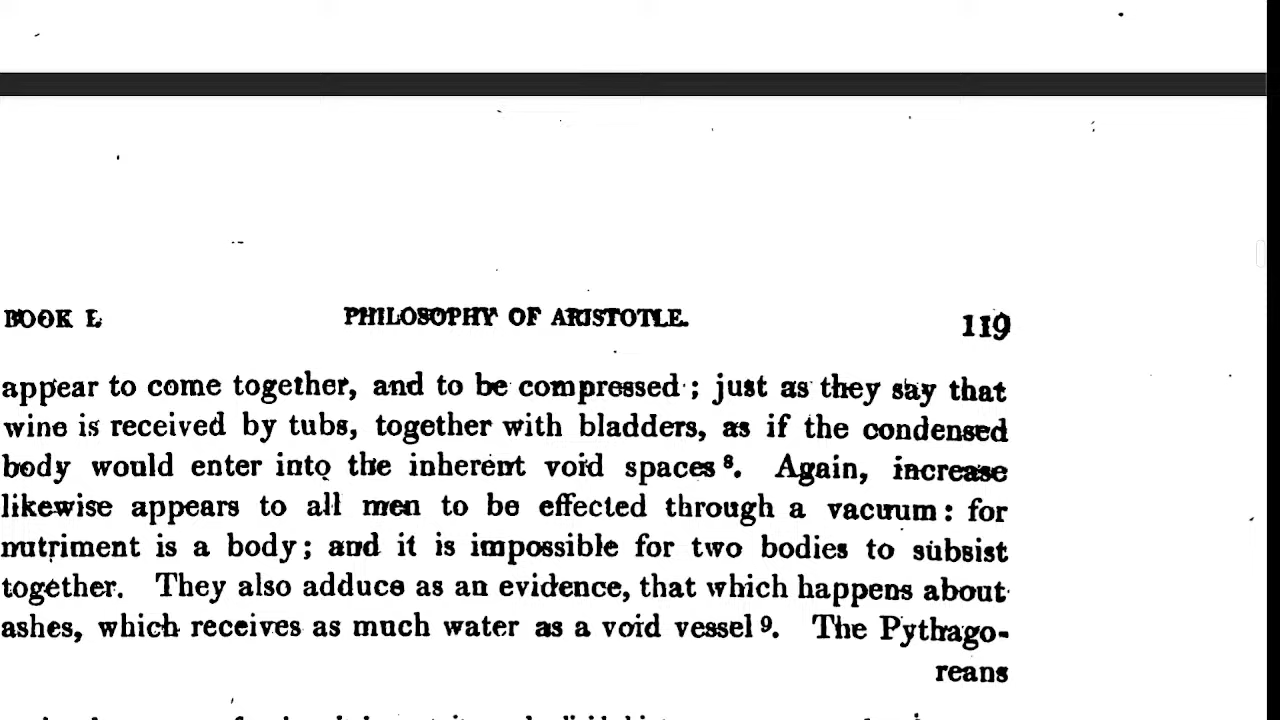 BOOK I. PHILOSOPHY OF ARISTOTLE. 119
appear to come together, and to be compressed; just as they say that
wine is received by tubs, together with bladders, as if the condensed
body would enter into the inherent void spaces⁸. Again, increase
likewise appears to all men to be effected through a vacuum: for
nutriment is a body; and it is impossible for two bodies to subsist
together. They also adduce as an evidence, that which happens about
ashes, which receives as much water as a void vessel⁹. The Pythago-
reans